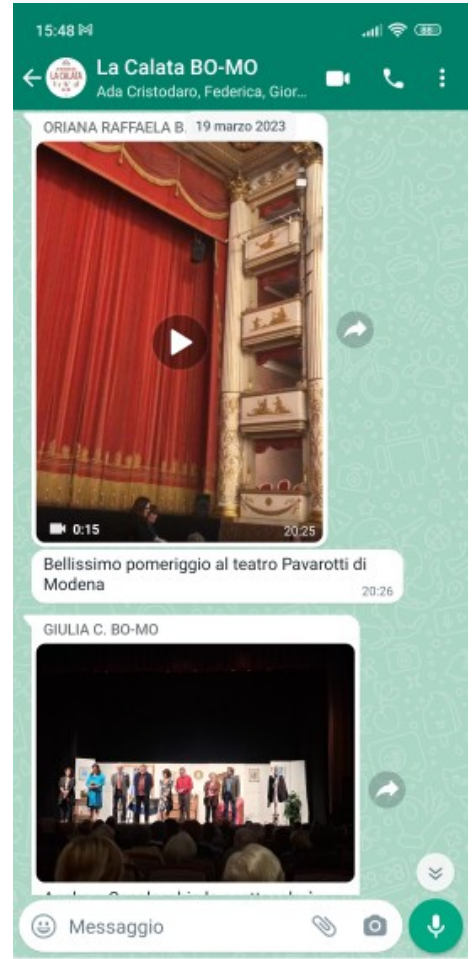 15:48
La Calata BO-MO
Ada Cristodaro, Federica, Gior...
ORIANA RAFFAELA B.
19 marzo 2023
0:15
20:25
Bellissimo pomeriggio al teatro Pavarotti di
Modena
20:26
GIULIA C. BO-MO
Messaggio